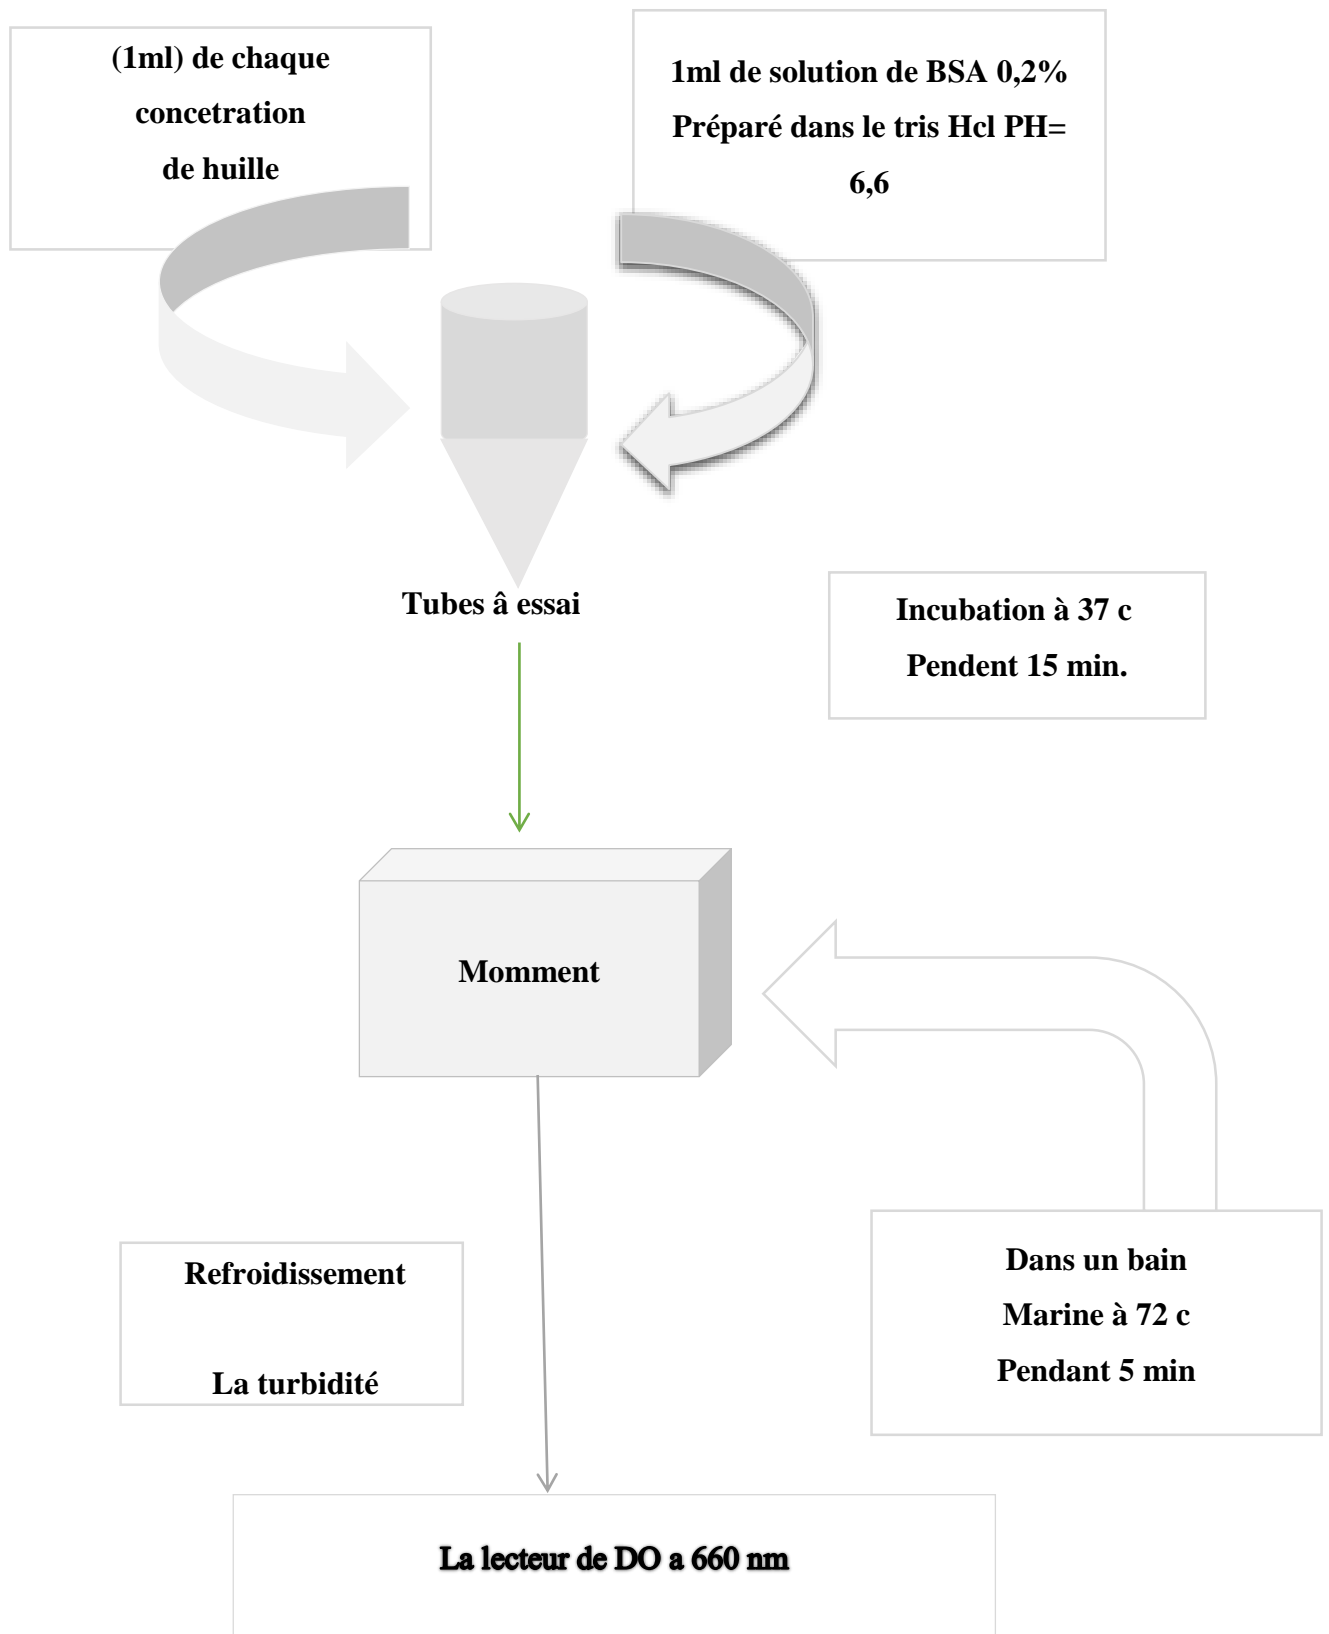 (1ml) de chaque
concetration
de huille
1ml de solution de BSA 0,2%
Préparé dans le tris Hcl PH=
6,6
Tubes â essai
Incubation à 37 c
Pendent 15 min.
Momment
Dans un bain
Marine à 72 c
Pendant 5 min
Refroidissement
La turbidité
La lecteur de DO a 660 nm